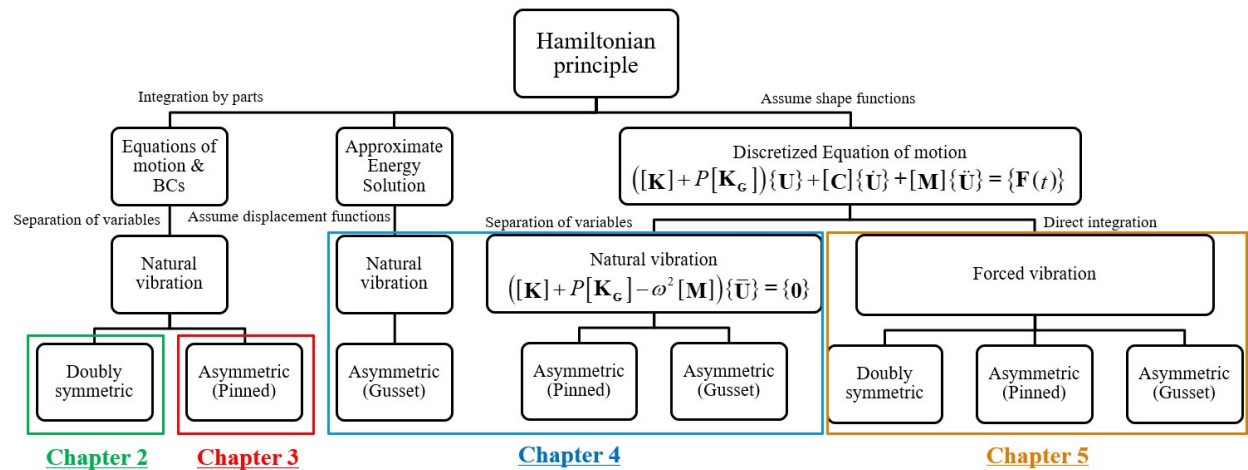 Hamiltonian
principle
Integration by parts
Assume shape functions
Equations of
motion &
BCs
Approximate
Energy
Solution
Discretized Equation of motion
([K]+P[K_G]){U}+[C]{U̇}+[M]{Ü}={F(t)}
Separation of variables
Assume displacement functions
Separation of variables
Direct integration
Natural
vibration
Natural
vibration
Natural vibration
([K]+P[K_G]−ω²[M]){Ū}={0}
Forced vibration
Doubly
symmetric
Asymmetric
(Pinned)
Asymmetric
(Gusset)
Asymmetric
(Pinned)
Asymmetric
(Gusset)
Doubly
symmetric
Asymmetric
(Pinned)
Asymmetric
(Gusset)
Chapter 2
Chapter 3
Chapter 4
Chapter 5